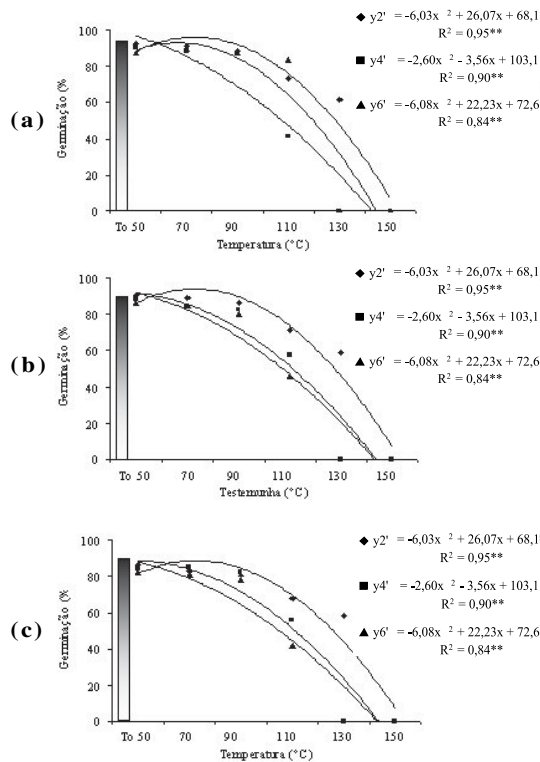 (a)
Germinação (%
100
80
60
40
20
0
To 50 70 90 110 130 150
Temperatura (°C)
y2' = -6,03x 2 + 26,07x + 68,1
R2 = 0,95**
y4' = -2,60x 2 - 3,56x + 103,1
R2 = 0,90**
y6' = -6,08x 2 + 22,23x + 72,6
R2 = 0,84**
(b)
Germinação (%
100
80
60
40
20
0
To 50 70 90 110 130 150
Testemunha (°C)
y2' = -6,03x 2 + 26,07x + 68,1
R2 = 0,95**
y4' = -2,60x 2 - 3,56x + 103,1
R2 = 0,90**
y6' = -6,08x 2 + 22,23x + 72,6
R2 = 0,84**
(c)
Germinação (%
100
80
60
40
20
0
To 50 70 90 110 130 150
Temperatura (°C)
y2' = -6,03x 2 + 26,07x + 68,1
R2 = 0,95**
y4' = -2,60x 2 - 3,56x + 103,1
R2 = 0,90**
y6' = -6,08x 2 + 22,23x + 72,6
R2 = 0,84**